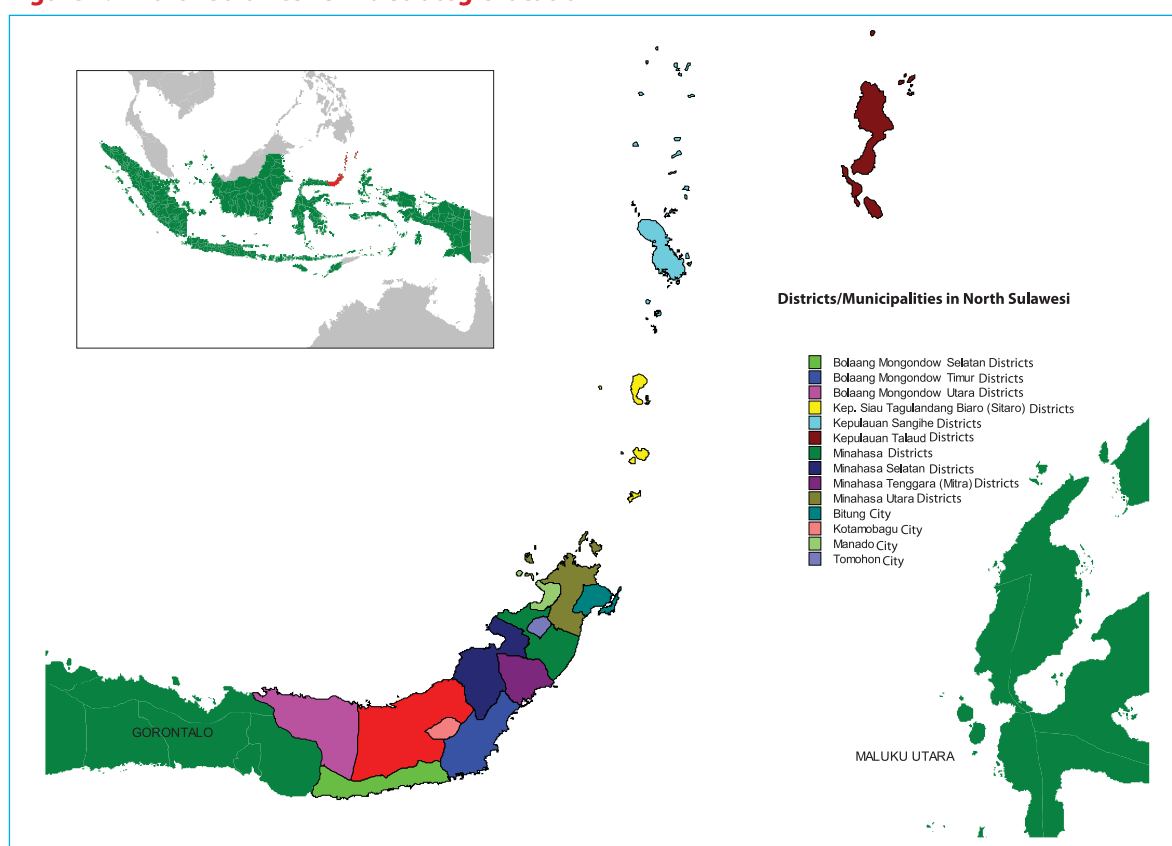 Districts/Municipalities in North Sulawesi
Bolaang Mongondow Selatan Districts
Bolaang Mongondow Timur Districts
Bolaang Mongondow Utara Districts
Kep. Siau Tagulandang Biaro (Sitaro) Districts
Kepulauan Sangihe Districts
Kepulauan Talaud Districts
Minahasa Districts
Minahasa Selatan Districts
Minahasa Tenggara (Mitra) Districts
Minahasa Utara Districts
Bitung City
Kotamobagu City
Manado City
Tomohon City
GORONTALO
MALUKU UTARA